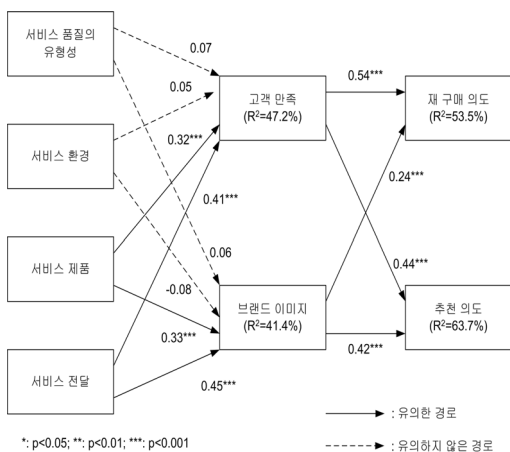 서비스 품질의
유형성
0.07
0.05
고객 만족
(R²=47.2%)
0.54***
재 구매 의도
(R²=53.5%)
서비스 환경
0.32***
0.41***
0.24***
서비스 제품
0.06
-0.08
0.44***
브랜드 이미지
(R²=41.4%)
추천 의도
(R²=63.7%)
0.33***
0.42***
서비스 전달
0.45***
: 유의한 경로
*: p<0.05; **: p<0.01; ***: p<0.001
: 유의하지 않은 경로